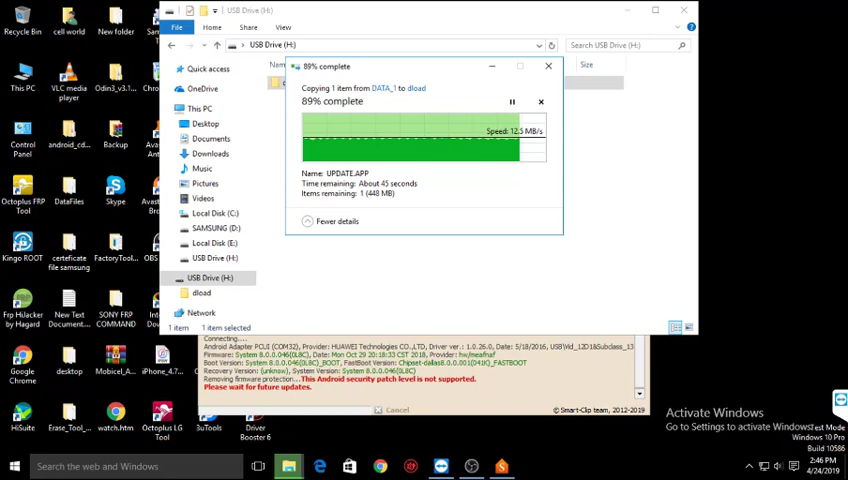 USB Drive (H:)
File
Home
Share
View
USB Drive (H:)
Search USB Drive (H:)
Size
Quick access
OneDrive
This PC
Desktop
Documents
Downloads
Music
Pictures
Videos
Local Disk (C:)
SAMSUNG (D:)
Local Disk (E:)
USB Drive (H:)
USB Drive (H:)
dload
Network
1 item
1 item selected
89% complete
Copying 1 item from DATA_1 to dload
89% complete
Speed: 12.5 MB/s
Name: UPDATE.APP
Time remaining: About 45 seconds
Items remaining: 1 (448 MB)
Fewer details
Recycle Bin
cell world
New folder
This PC
VLC media player
Odin3_v3.1...
Control Panel
android_cd...
Backup
Octoplus FRP Tool
DataFiles
Skype
Kingo ROOT
certeficate file samsung
FactoryTool...
Frp HiJacker by Hagard
New Text Document...
SONY FRP COMMAND
Google Chrome
desktop
Mobicel_M...
iPhone_4.7...
HiSuite
Erase_Tool_...
watch.htm
Octoplus LG Tool
3uTools
Driver Booster 6
Connecting...
Android Adapter PCUI (COM32), Provider: HUAWEI Technologies CO.,LTD, Driver ver.: 1.0.26.0, Date: 5/18/2016, USB\Vid_12D1&Subclass_13
Firmware: System 8.0.0.046(0L8C), Date: Mon Oct 29 20:18:33 CST 2018, Provider: hw/meafnaf
Boot Version: System 8.0.0.046(0L8C)_BOOT, FastBoot Version: Chipset-dallas8.0.0.001(041K)_FASTBOOT
Recovery Version: (unknow), System Version: System 8.0.0.046(0L8C)
Removing firmware protection...This Android security patch level is not supported.
Please wait for future updates.
Cancel
© Smart-Clip team, 2012-2019
Activate Windows
Go to Settings to activate Windows.
Test Mode
Windows 10 Pro
Build 10586
Search the web and Windows
2:46 PM
4/24/2019